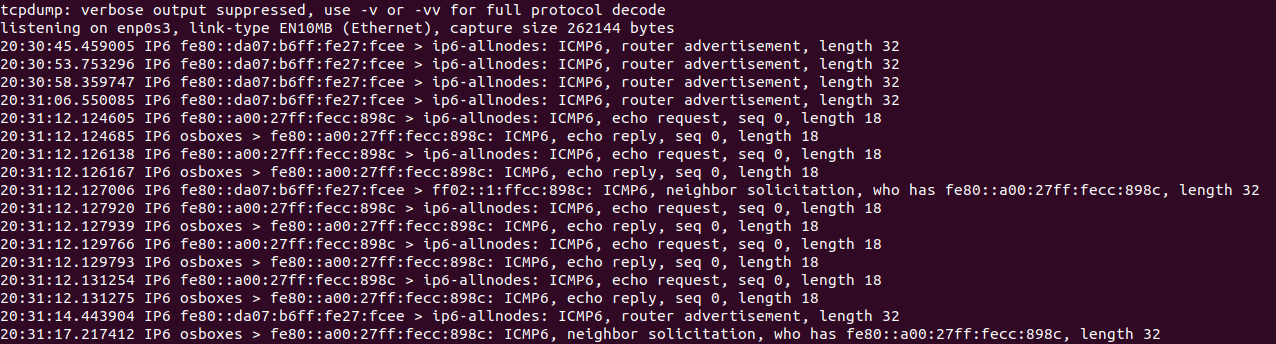 tcpdump: verbose output suppressed, use -v or -vv for full protocol decode
listening on enp0s3, link-type EN10MB (Ethernet), capture size 262144 bytes
20:30:45.459005 IP6 fe80::da07:b6ff:fe27:fcee > ip6-allnodes: ICMP6, router advertisement, length 32
20:30:53.753296 IP6 fe80::da07:b6ff:fe27:fcee > ip6-allnodes: ICMP6, router advertisement, length 32
20:30:58.359747 IP6 fe80::da07:b6ff:fe27:fcee > ip6-allnodes: ICMP6, router advertisement, length 32
20:31:06.550085 IP6 fe80::da07:b6ff:fe27:fcee > ip6-allnodes: ICMP6, router advertisement, length 32
20:31:12.124605 IP6 fe80::a00:27ff:fecc:898c > ip6-allnodes: ICMP6, echo request, seq 0, length 18
20:31:12.124685 IP6 osboxes > fe80::a00:27ff:fecc:898c: ICMP6, echo reply, seq 0, length 18
20:31:12.126138 IP6 fe80::a00:27ff:fecc:898c > ip6-allnodes: ICMP6, echo request, seq 0, length 18
20:31:12.126167 IP6 osboxes > fe80::a00:27ff:fecc:898c: ICMP6, echo reply, seq 0, length 18
20:31:12.127006 IP6 fe80::da07:b6ff:fe27:fcee > ff02::1:ffcc:898c: ICMP6, neighbor solicitation, who has fe80::a00:27ff:fecc:898c, length 32
20:31:12.127920 IP6 fe80::a00:27ff:fecc:898c > ip6-allnodes: ICMP6, echo request, seq 0, length 18
20:31:12.127939 IP6 osboxes > fe80::a00:27ff:fecc:898c: ICMP6, echo reply, seq 0, length 18
20:31:12.129766 IP6 fe80::a00:27ff:fecc:898c > ip6-allnodes: ICMP6, echo request, seq 0, length 18
20:31:12.129793 IP6 osboxes > fe80::a00:27ff:fecc:898c: ICMP6, echo reply, seq 0, length 18
20:31:12.131254 IP6 fe80::a00:27ff:fecc:898c > ip6-allnodes: ICMP6, echo request, seq 0, length 18
20:31:12.131275 IP6 osboxes > fe80::a00:27ff:fecc:898c: ICMP6, echo reply, seq 0, length 18
20:31:14.443904 IP6 fe80::da07:b6ff:fe27:fcee > ip6-allnodes: ICMP6, router advertisement, length 32
20:31:17.217412 IP6 osboxes > fe80::a00:27ff:fecc:898c: ICMP6, neighbor solicitation, who has fe80::a00:27ff:fecc:898c, length 32